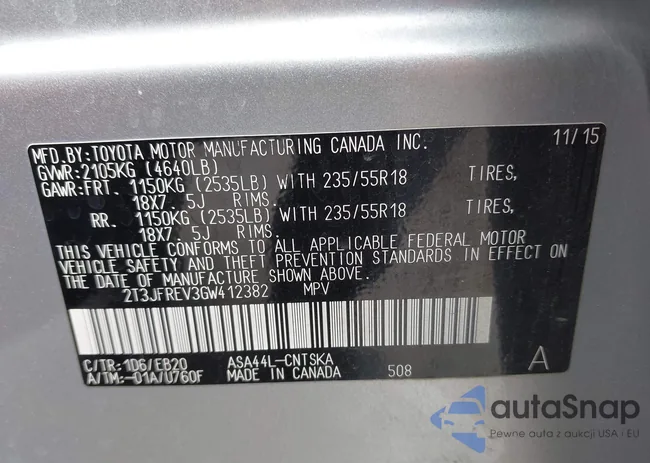 MFD.BY:TOYOTA MOTOR MANUFACTURING CANADA INC. 11/15
GVWR:2105KG (4640LB)
GAWR:FRT. 1150KG (2535LB) WITH 235/55R18 TIRES,
18X7. 5J RIMS.
RR. 1150KG (2535LB) WITH 235/55R18 TIRES,
18X7. 5J RIMS.
THIS VEHICLE CONFORMS TO ALL APPLICABLE FEDERAL MOTOR
VEHICLE SAFETY AND THEFT PREVENTION STANDARDS IN EFFECT ON
THE DATE OF MANUFACTURE SHOWN ABOVE.
2T3JFREV3GW412382 MPV
C/TR:1D6/EB20 ASA44L-CNTSKA
A/TM:-01A/U760F MADE IN CANADA 508 A
autaSnap
Pewne auta z aukcji USA i EU